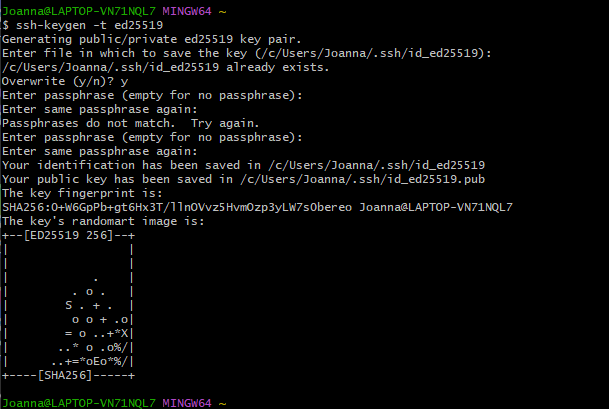 Joanna@LAPTOP-VN71NQL7 MINGW64 ~
$ ssh-keygen -t ed25519
Generating public/private ed25519 key pair.
Enter file in which to save the key (/c/Users/Joanna/.ssh/id_ed25519):
/c/Users/Joanna/.ssh/id_ed25519 already exists.
Overwrite (y/n)? y
Enter passphrase (empty for no passphrase):
Enter same passphrase again:
Passphrases do not match.  Try again.
Enter passphrase (empty for no passphrase):
Enter same passphrase again:
Your identification has been saved in /c/Users/Joanna/.ssh/id_ed25519
Your public key has been saved in /c/Users/Joanna/.ssh/id_ed25519.pub
The key fingerprint is:
SHA256:O+W6GpPb+gt6Hx3T/llnOVvz5HvmOzp3yLW7sObereo Joanna@LAPTOP-VN71NQL7
The key's randomart image is:
+--[ED25519 256]--+
|                 |
|                 |
|            .    |
|         . o .   |
|        S . + .  |
|         o o + .o|
|        = o ..+*X|
|       ..* o .o%/|
|      ..+=*oEo*%/|
+----[SHA256]-----+
Joanna@LAPTOP-VN71NQL7 MINGW64 ~